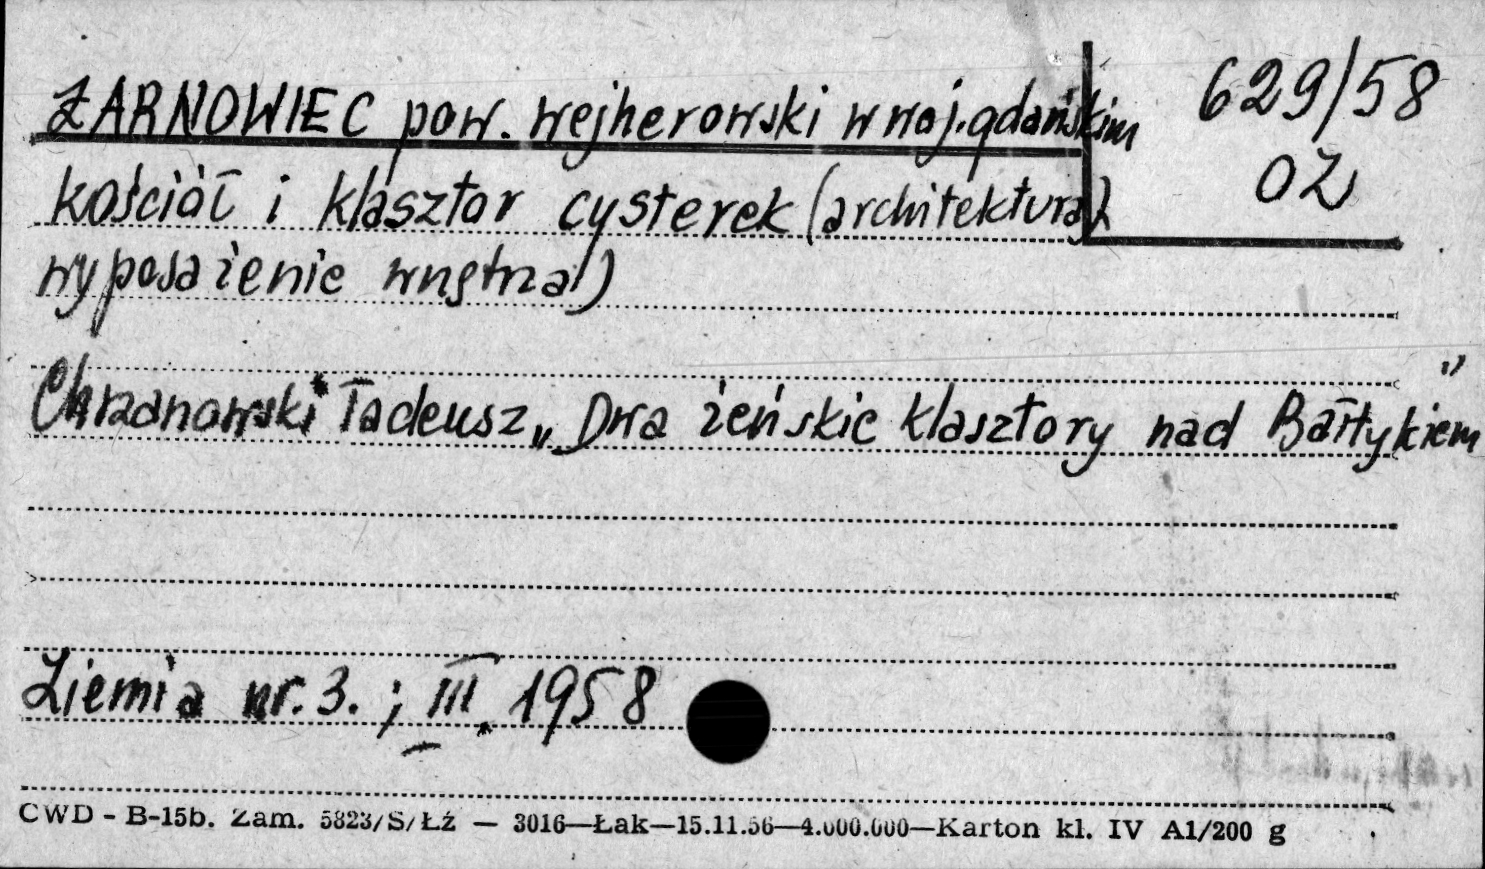 ŻARNOWIEC pow. wejherowski w woj. gdańskim
629/58
OZ
kościół i klasztor cysterek (architektura,
wyposażenie wnętrza)
Chrzanowski Tadeusz „Dwa żeńskie klasztory nad Bałtykiem"
Ziemia nr. 3. ; III. 1958
CWD - B-15b. Zam. 5823/S/Łź — 3016—Łak—15.11.56—4.000.000—Karton kl. IV A1/200 g